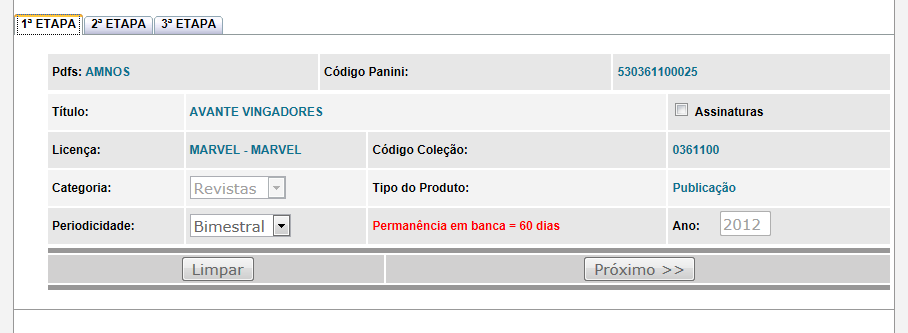 1ª ETAPA 2ª ETAPA 3ª ETAPA
Pdfs: AMNOS Código Panini: 530361100025
Título: AVANTE VINGADORES Assinaturas
Licença: MARVEL - MARVEL Código Coleção: 0361100
Categoria: Revistas Tipo do Produto: Publicação
Periodicidade: Bimestral Permanência em banca = 60 dias Ano: 2012
Limpar Próximo >>